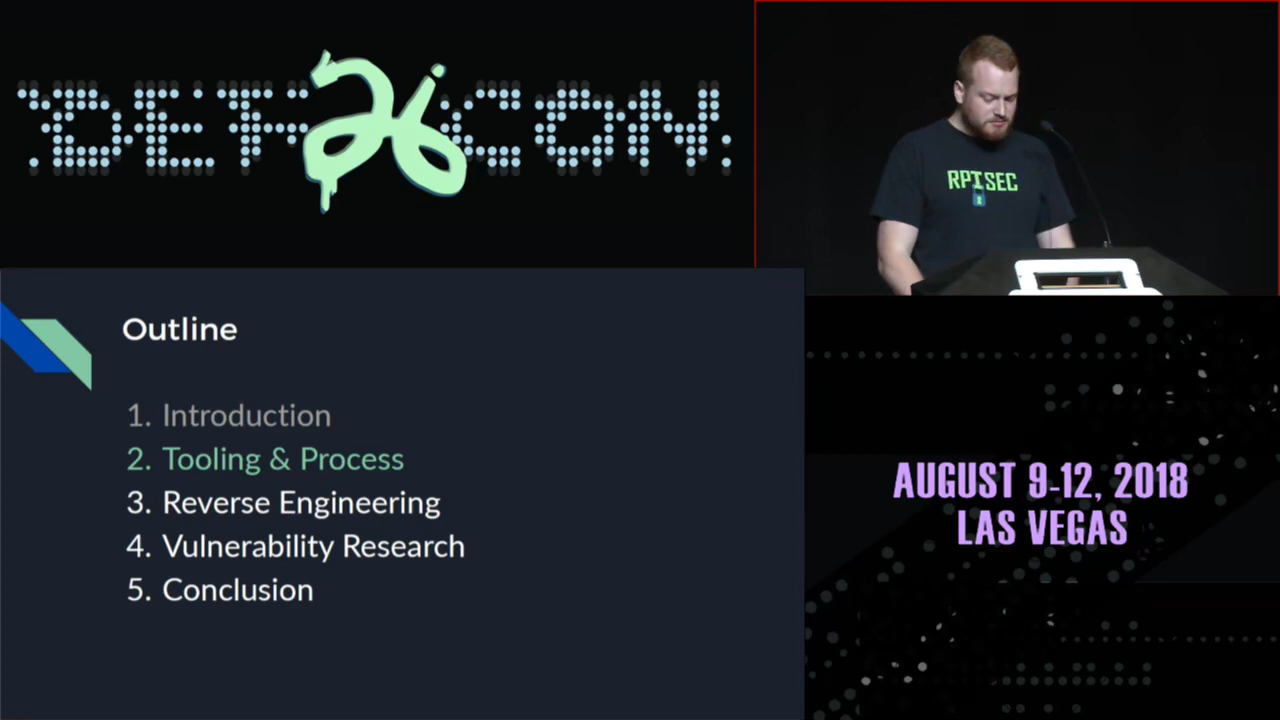 DEF CON
26
RPISEC
Outline
1. Introduction
2. Tooling & Process
3. Reverse Engineering
4. Vulnerability Research
5. Conclusion
AUGUST 9-12, 2018
LAS VEGAS